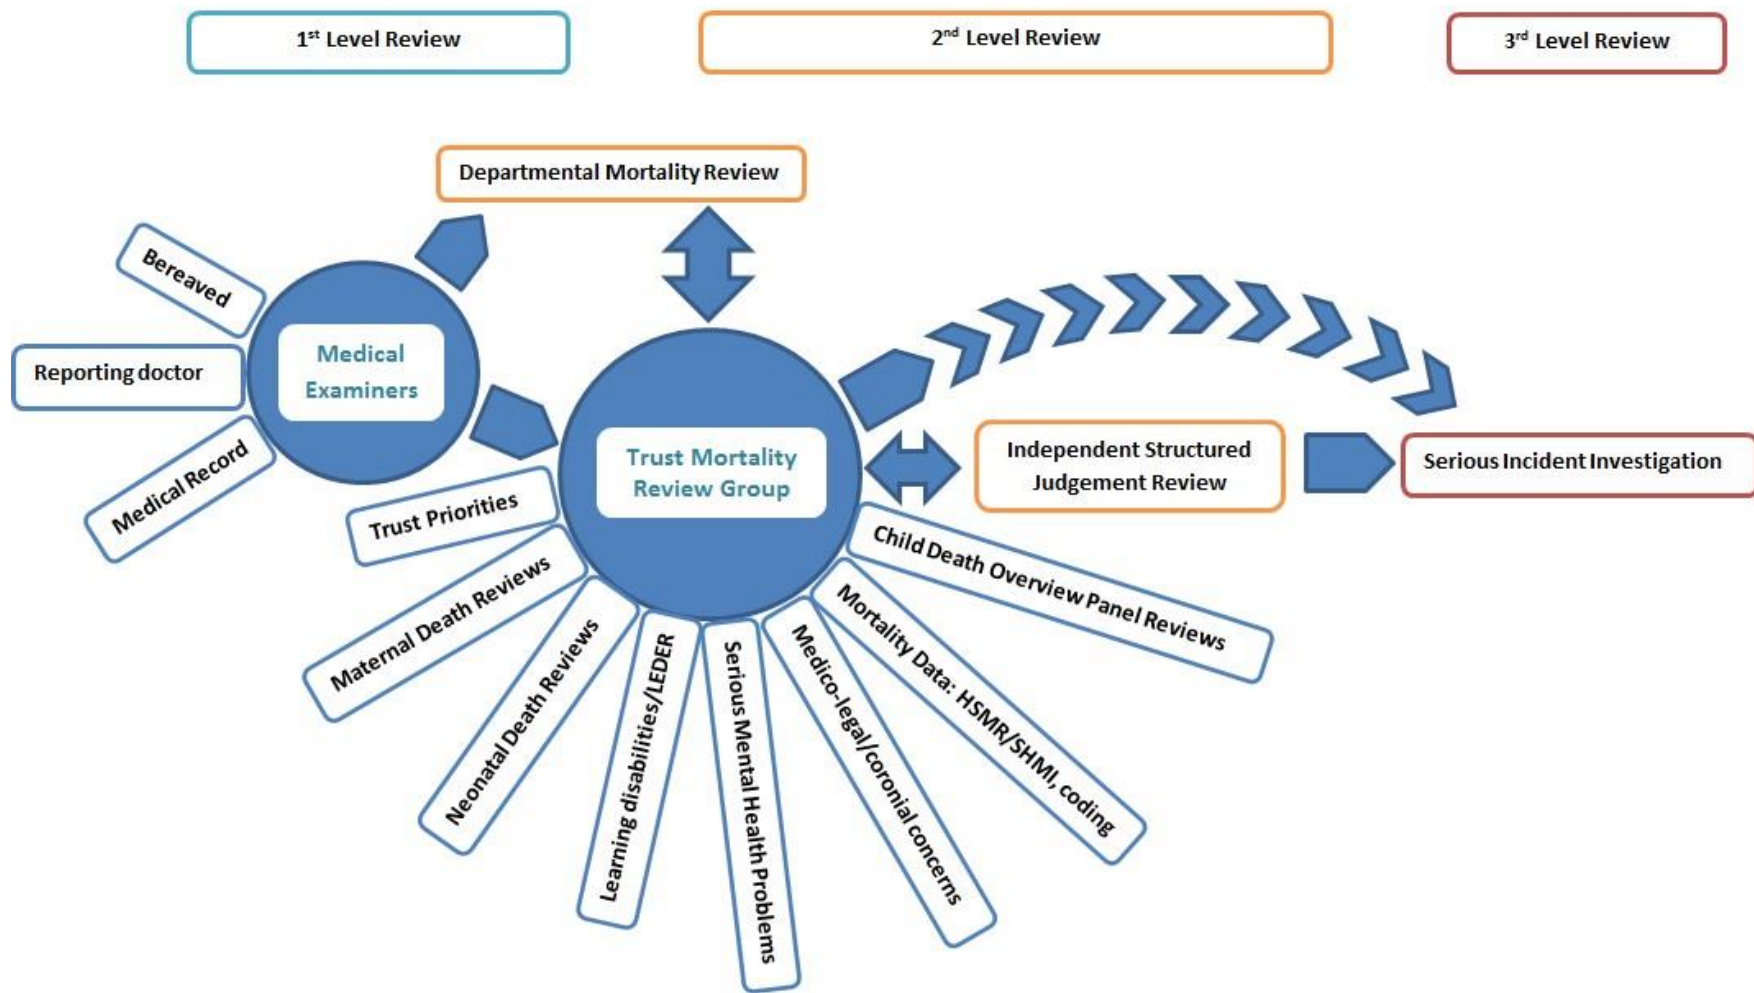 1st Level Review
2nd Level Review
3rd Level Review
Departmental Mortality Review
Bereaved
Reporting doctor
Medical Record
Medical
Examiners
Trust Mortality
Review Group
Independent Structured
Judgement Review
Serious Incident Investigation
Trust Priorities
Maternal Death Reviews
Neonatal Death Reviews
Learning disabilities/LEDER
Serious Mental Health Problems
Medico-legal/coronial concerns
Mortality Data: HSMR/SHMI, coding
Child Death Overview Panel Reviews